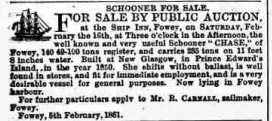 SCHOONER FOR SALE.
FOR SALE BY PUBLIC AUCTION,
at the SHIP INN, Fowey, on SATURDAY, Feb-
ruary the 16th, at Three o'clock in the Afternoon, the
well known and very useful Schooner "CHASE," of
Fowey, 140 49-100 tons register, and carries 235 tons on 11 feet
8 inches water. Built at New Glasgow, in Prince Edward's
Island, in the year 1850. She shifts without ballast, is well
found in stores, and fit for immediate employment, and is a very
desirable vessel for general purposes. Now lying in Fowey
harbour.
For further particulars apply to Mr. R. CARNALL, sailmaker,
Fowey.
Fowey, 5th February, 1861.